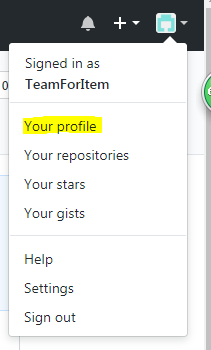 Signed in as
TeamForItem
Your profile
Your repositories
Your stars
Your gists
Help
Settings
Sign out